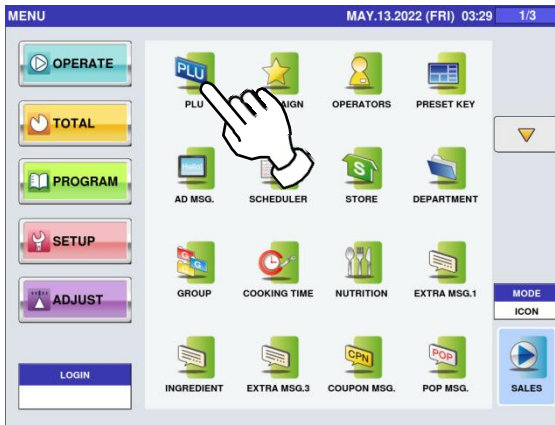 MENU MAY.13.2022 (FRI) 03:29 1/3
OPERATE
TOTAL
PROGRAM
SETUP
ADJUST
LOGIN
PLU
PLU OPERATORS PRESET KEY
Hello!
S
AD MSG. SCHEDULER STORE DEPARTMENT
G
G
GROUP COOKING TIME NUTRITION EXTRA MSG.1
CPN POP
INGREDIENT EXTRA MSG.3 COUPON MSG. POP MSG.
MODE
ICON
SALES